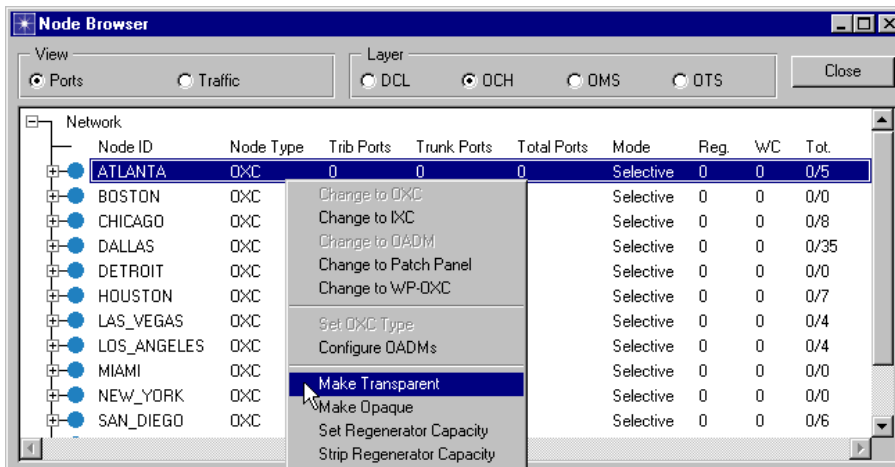 Node Browser
View
Layer
Ports Traffic DCL OCH OMS OTS Close
Network
Node ID Node Type Trib Ports Trunk Ports Total Ports Mode Reg. WC Tot.
ATLANTA OXC 0 0 0 Selective 0 0 0/5
BOSTON OXC Change to OXC Selective 0 0 0/0
CHICAGO OXC Change to IXC Selective 0 0 0/8
DALLAS OXC Change to OADM Selective 0 0 0/35
DETROIT OXC Change to Patch Panel Selective 0 0 0/0
HOUSTON OXC Change to WP-OXC Selective 0 0 0/7
LAS_VEGAS OXC Set OXC Type Selective 0 0 0/4
LOS_ANGELES OXC Configure OADMs Selective 0 0 0/4
MIAMI OXC Make Transparent Selective 0 0 0/0
NEW_YORK OXC Make Opaque Selective 0 0 0/0
SAN_DIEGO OXC Set Regenerator Capacity Selective 0 0 0/6
Strip Regenerator Capacity